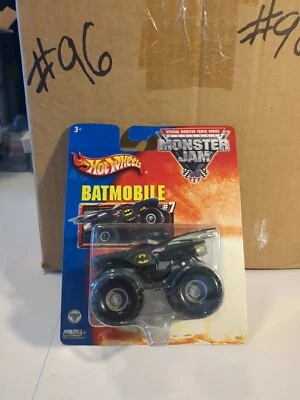 #96
#9
3+
Hot Wheels
OFFICIAL MONSTER TRUCK SERIES
MONSTER JAM
BATMOBILE
#7